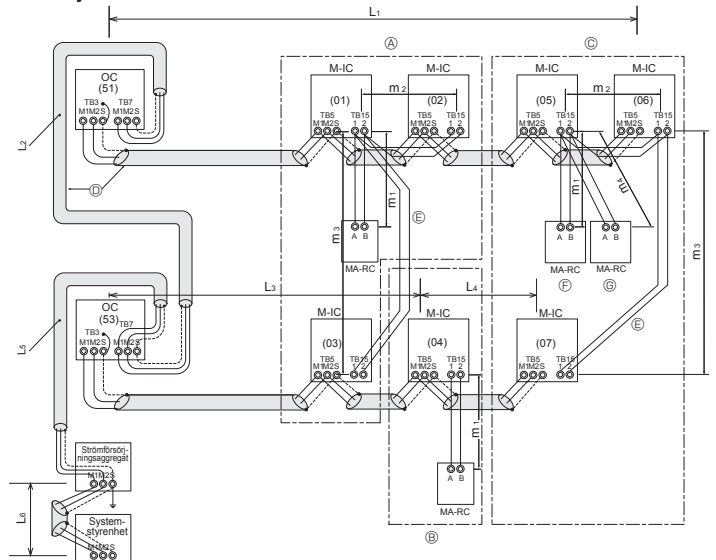 L1
A
C
OC
(51)
TB3 TB7
M1M2S M1M2S
M-IC
(01)
TB5 TB15
M1M2S 1 2
m2
M-IC
(02)
TB5 TB15
M1M2S 1 2
M-IC
(05)
TB5 TB15
M1M2S 1 2
m2
M-IC
(06)
TB5 TB15
M1M2S 1 2
L2
D
m1
m3
E
A B
MA-RC
m1
m4
A B
MA-RC
F
A B
MA-RC
G
m3
E
L3
L4
OC
(53)
TB3 TB7
M1M2S M1M2S
M-IC
(03)
TB5 TB15
M1M2S 1 2
M-IC
(04)
TB5 TB15
M1M2S 1 2
M-IC
(07)
TB5 TB15
M1M2S 1 2
L5
m1
A B
MA-RC
B
Strömförsörj-
ningsaggregat
M1M2S
L6
System-
styrenhet
M1M2S